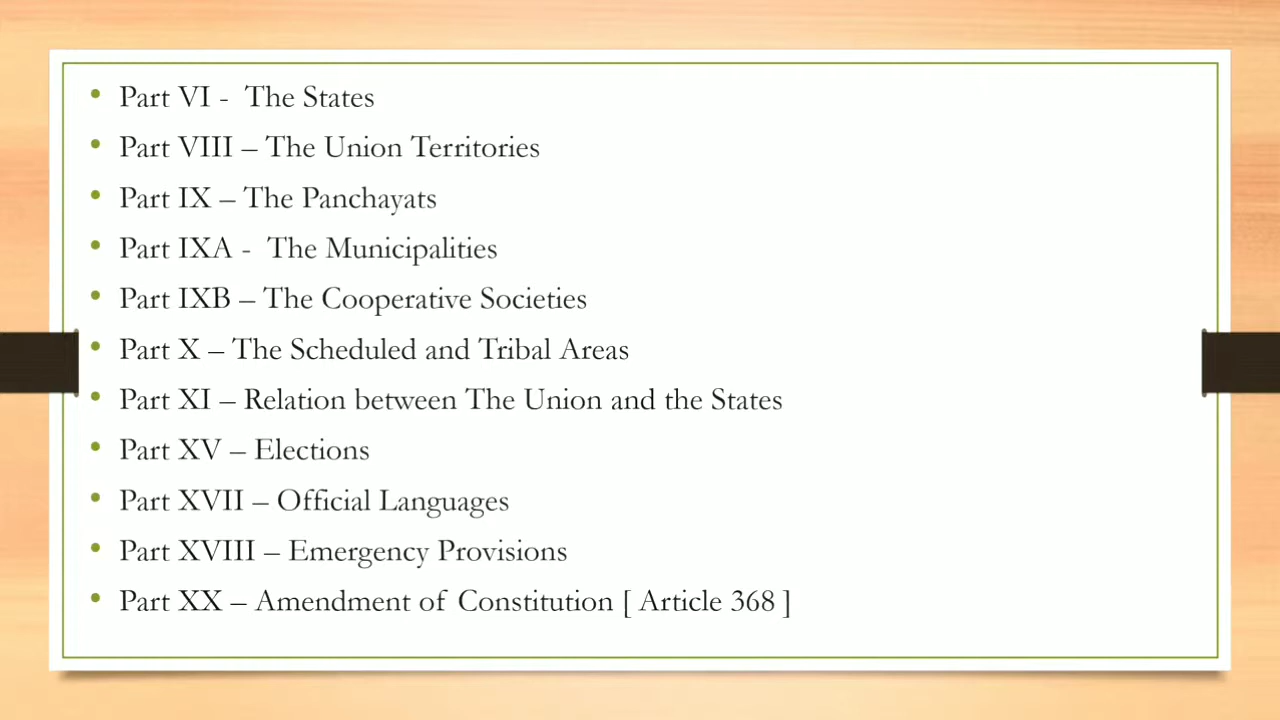 • Part VI -  The States
• Part VIII – The Union Territories
• Part IX – The Panchayats
• Part IXA -  The Municipalities
• Part IXB – The Cooperative Societies
• Part X – The Scheduled and Tribal Areas
• Part XI – Relation between The Union and the States
• Part XV – Elections
• Part XVII – Official Languages
• Part XVIII – Emergency Provisions
• Part XX – Amendment of Constitution [ Article 368 ]